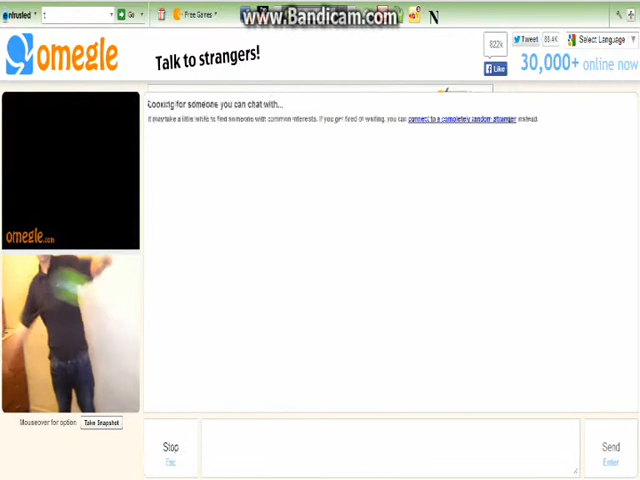 www.Bandicam.com
entrusted
Go
Free Games
N
omegle
Talk to strangers!
822k
Like
Tweet
88.4K
Select Language
30,000+ online now
Looking for someone you can chat with...
It may take a little while to find someone with common interests. If you get tired of waiting, you can connect to a completely random stranger instead.
omegle.com
Mouseover for option
Take Snapshot
Stop
Esc
Send
Enter